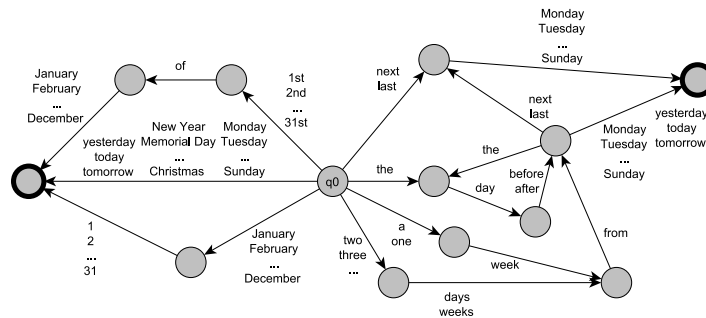 January
February
...
December
of
1st
2nd
...
31st
yesterday
today
tomorrow
New Year
Memorial Day
...
Christmas
Monday
Tuesday
...
Sunday
q0
1
2
...
31
January
February
...
December
next
last
Monday
Tuesday
...
Sunday
next
last
yesterday
today
tomorrow
Monday
Tuesday
...
Sunday
the
the
day
before
after
a
one
week
from
two
three
...
days
weeks